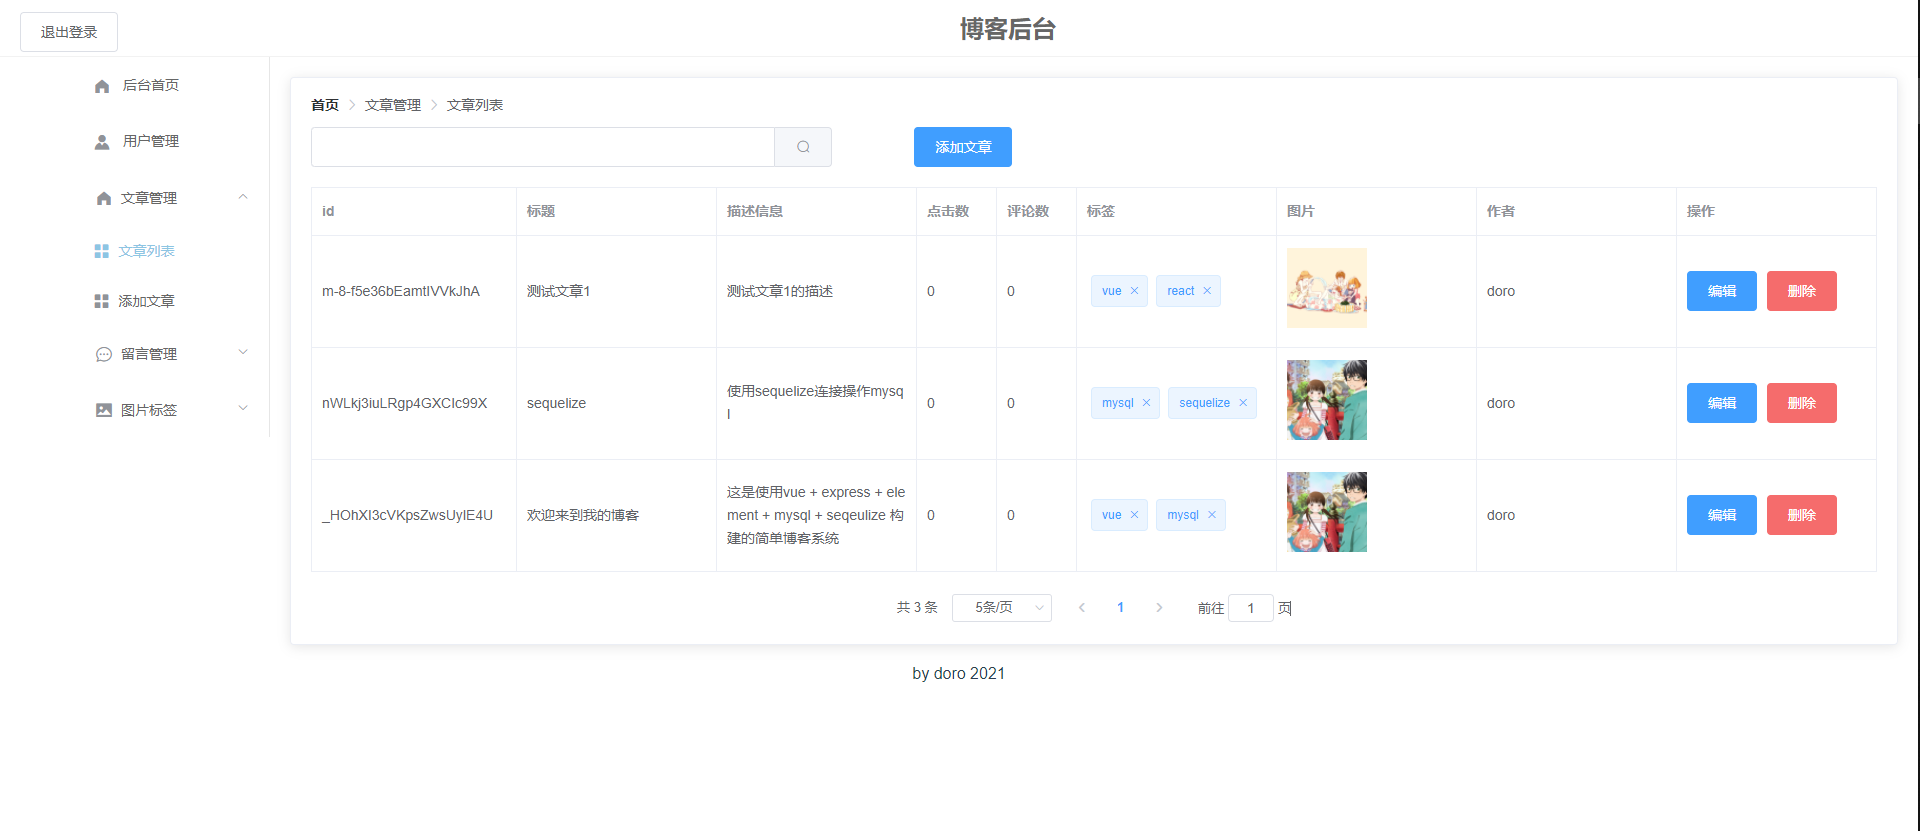 退出登录
博客后台
后台首页
用户管理
文章管理
文章列表
添加文章
留言管理
图片标签
首页 文章管理 文章列表
添加文章
id 标题 描述信息 点击数 评论数 标签 图片 作者 操作
m-8-f5e36bEamtIVVkJhA 测试文章1 测试文章1的描述 0 0 vue react doro 编辑 删除
nWLkj3iuLRgp4GXCIc99X sequelize 使用sequelize连接操作mysq
l 0 0 mysql sequelize doro 编辑 删除
_HOhXI3cVKpsZwsUyIE4U 欢迎来到我的博客 这是使用vue + express + ele
ment + mysql + seqeulize 构
建的简单博客系统 0 0 vue mysql doro 编辑 删除
共 3 条 5条/页 1 前往 1 页
by doro 2021